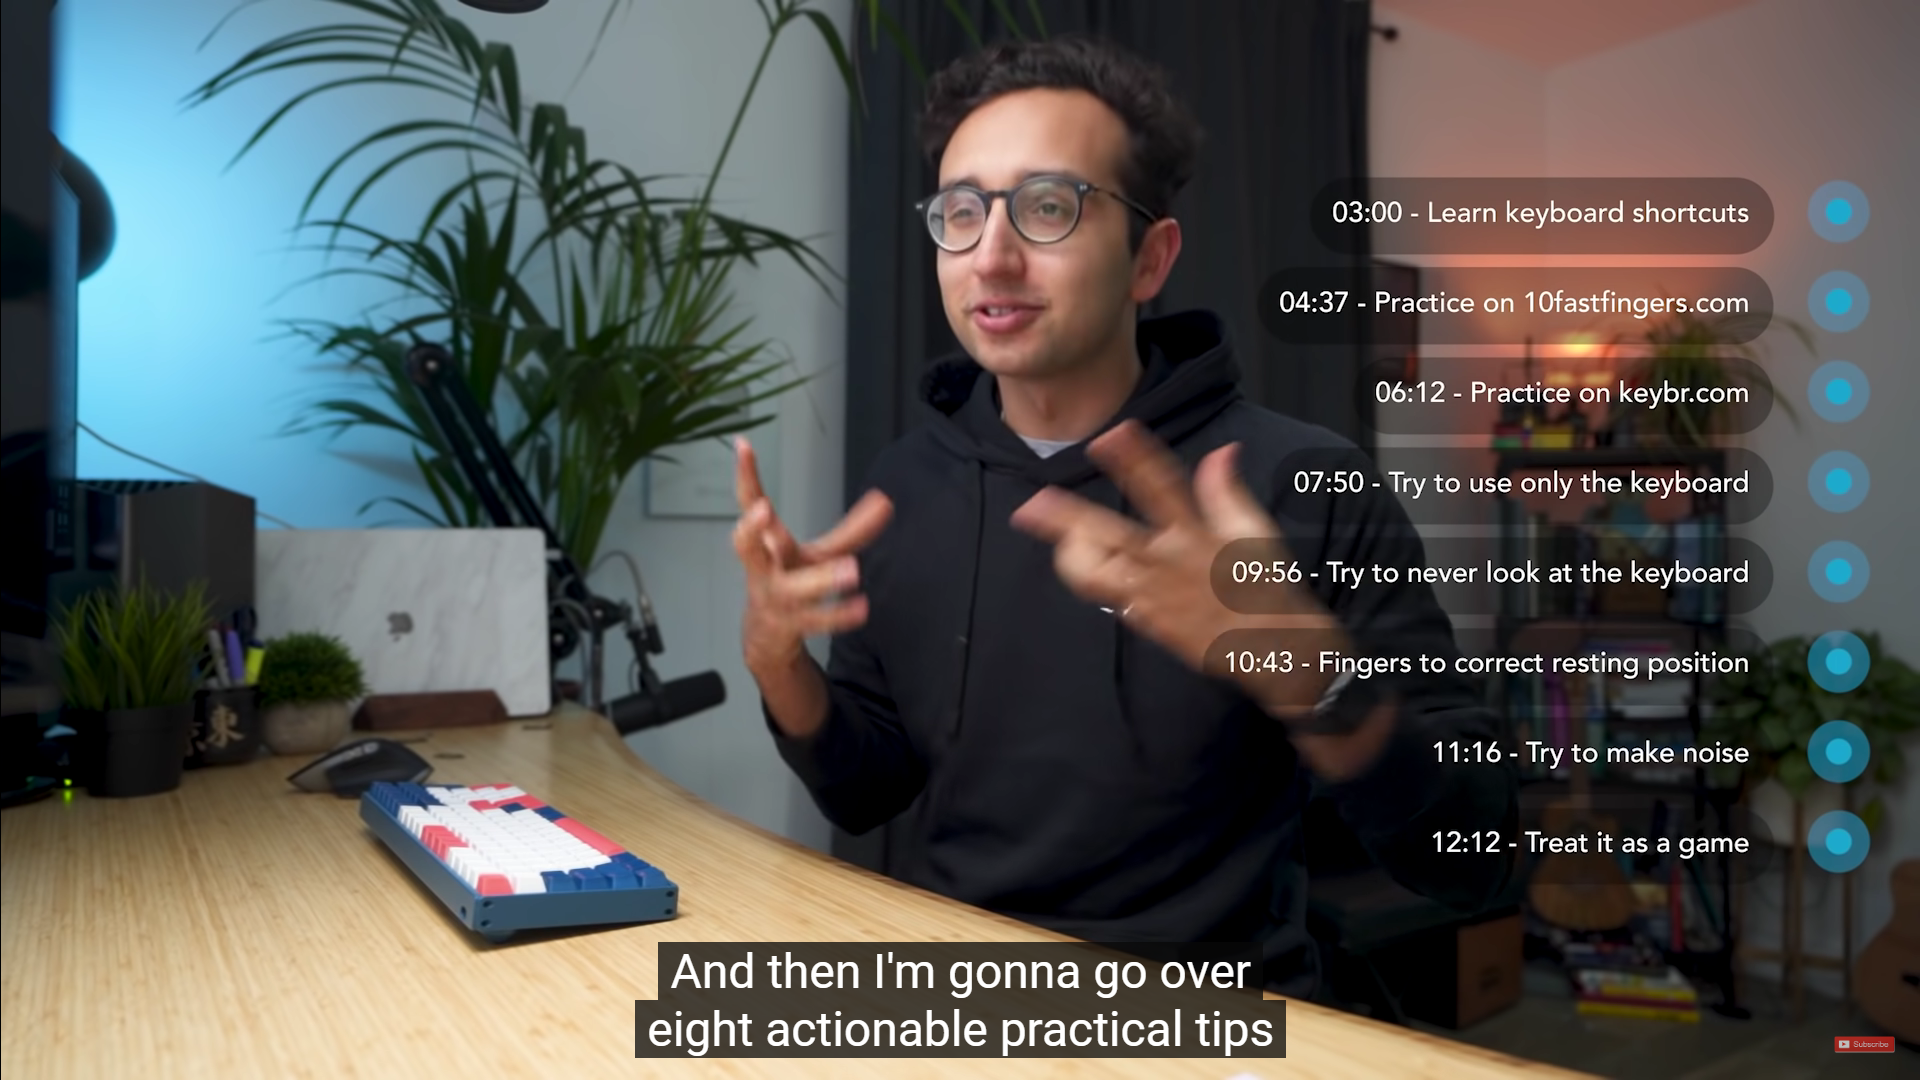 03:00 - Learn keyboard shortcuts
04:37 - Practice on 10fastfingers.com
06:12 - Practice on keybr.com
07:50 - Try to use only the keyboard
09:56 - Try to never look at the keyboard
10:43 - Fingers to correct resting position
11:16 - Try to make noise
12:12 - Treat it as a game
東
And then I'm gonna go over
eight actionable practical tips
Subscribe